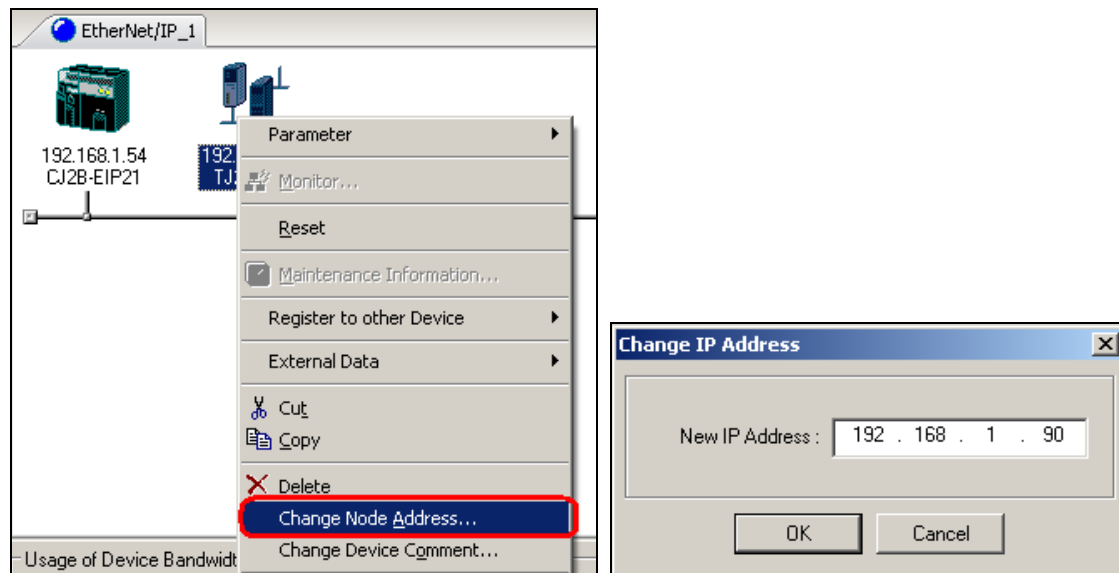 EtherNet/IP_1
192.168.1.54
CJ2B-EIP21
192.
TJ
Parameter
Monitor...
Reset
Maintenance Information...
Register to other Device
External Data
Cut
Copy
Delete
Change Node Address...
Change Device Comment...
Usage of Device Bandwidt
Change IP Address
New IP Address : 192 . 168 . 1 . 90
OK Cancel